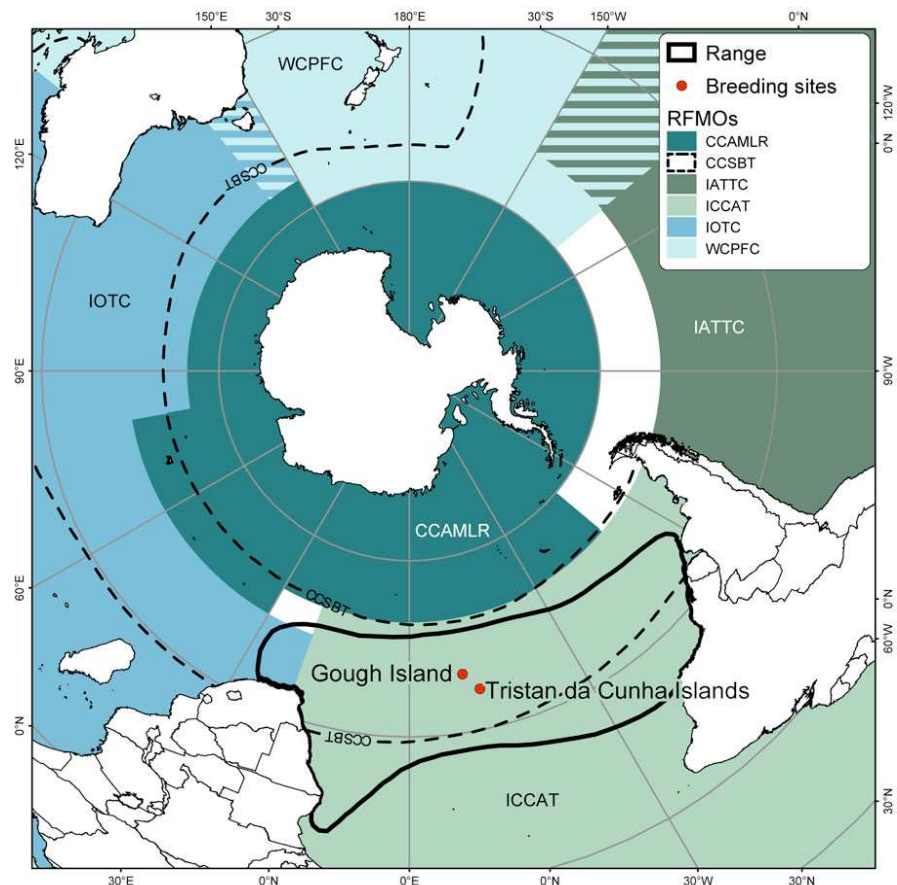 150°E
30°S
180°E
30°S
150°W
0°N
WCPFC
Range
Breeding sites
RFMOs
CCAMLR
CCSBT
IATTC
ICCAT
IOTC
WCPFC
120°W
0°N
120°E
CCSBT
IOTC
IATTC
90°E
90°W
CCAMLR
60°E
CCSBT
0°N
60°W
Gough Island
Tristan da Cunha Islands
0°N
CCSBT
ICCAT
30°N
30°E
0°N
0°E
0°N
30°W
30°N